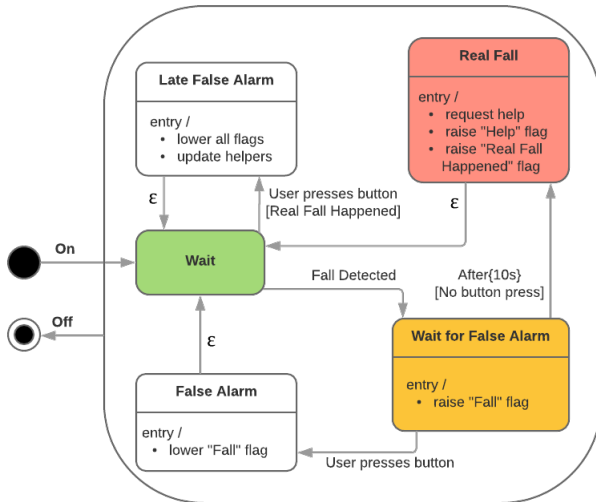 Late False Alarm
entry /
• lower all flags
• update helpers
Real Fall
entry /
• request help
• raise "Help" flag
• raise "Real Fall
Happened" flag
ε
User presses button
[Real Fall Happened]
ε
On
Wait
Fall Detected
After{10s}
[No button press]
Off
ε
Wait for False Alarm
entry /
• raise "Fall" flag
False Alarm
entry /
• lower "Fall" flag
User presses button